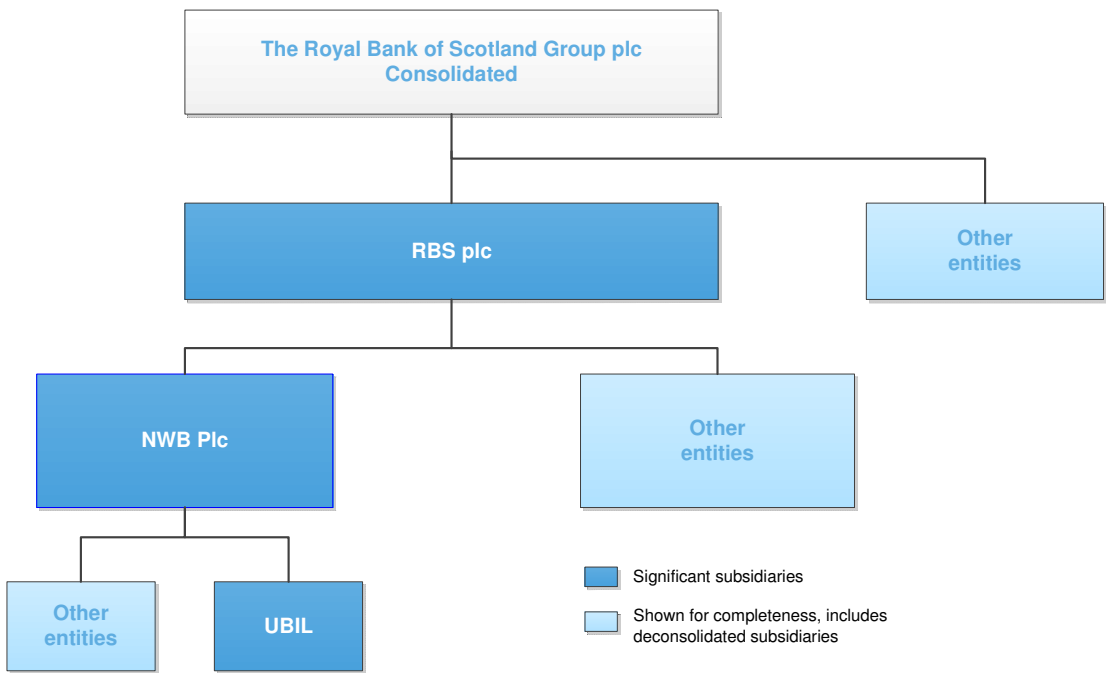 The Royal Bank of Scotland Group plc
Consolidated
RBS plc
Other
entities
NWB Plc
Other
entities
Other
entities
UBIL
Significant subsidiaries
Shown for completeness, includes
deconsolidated subsidiaries